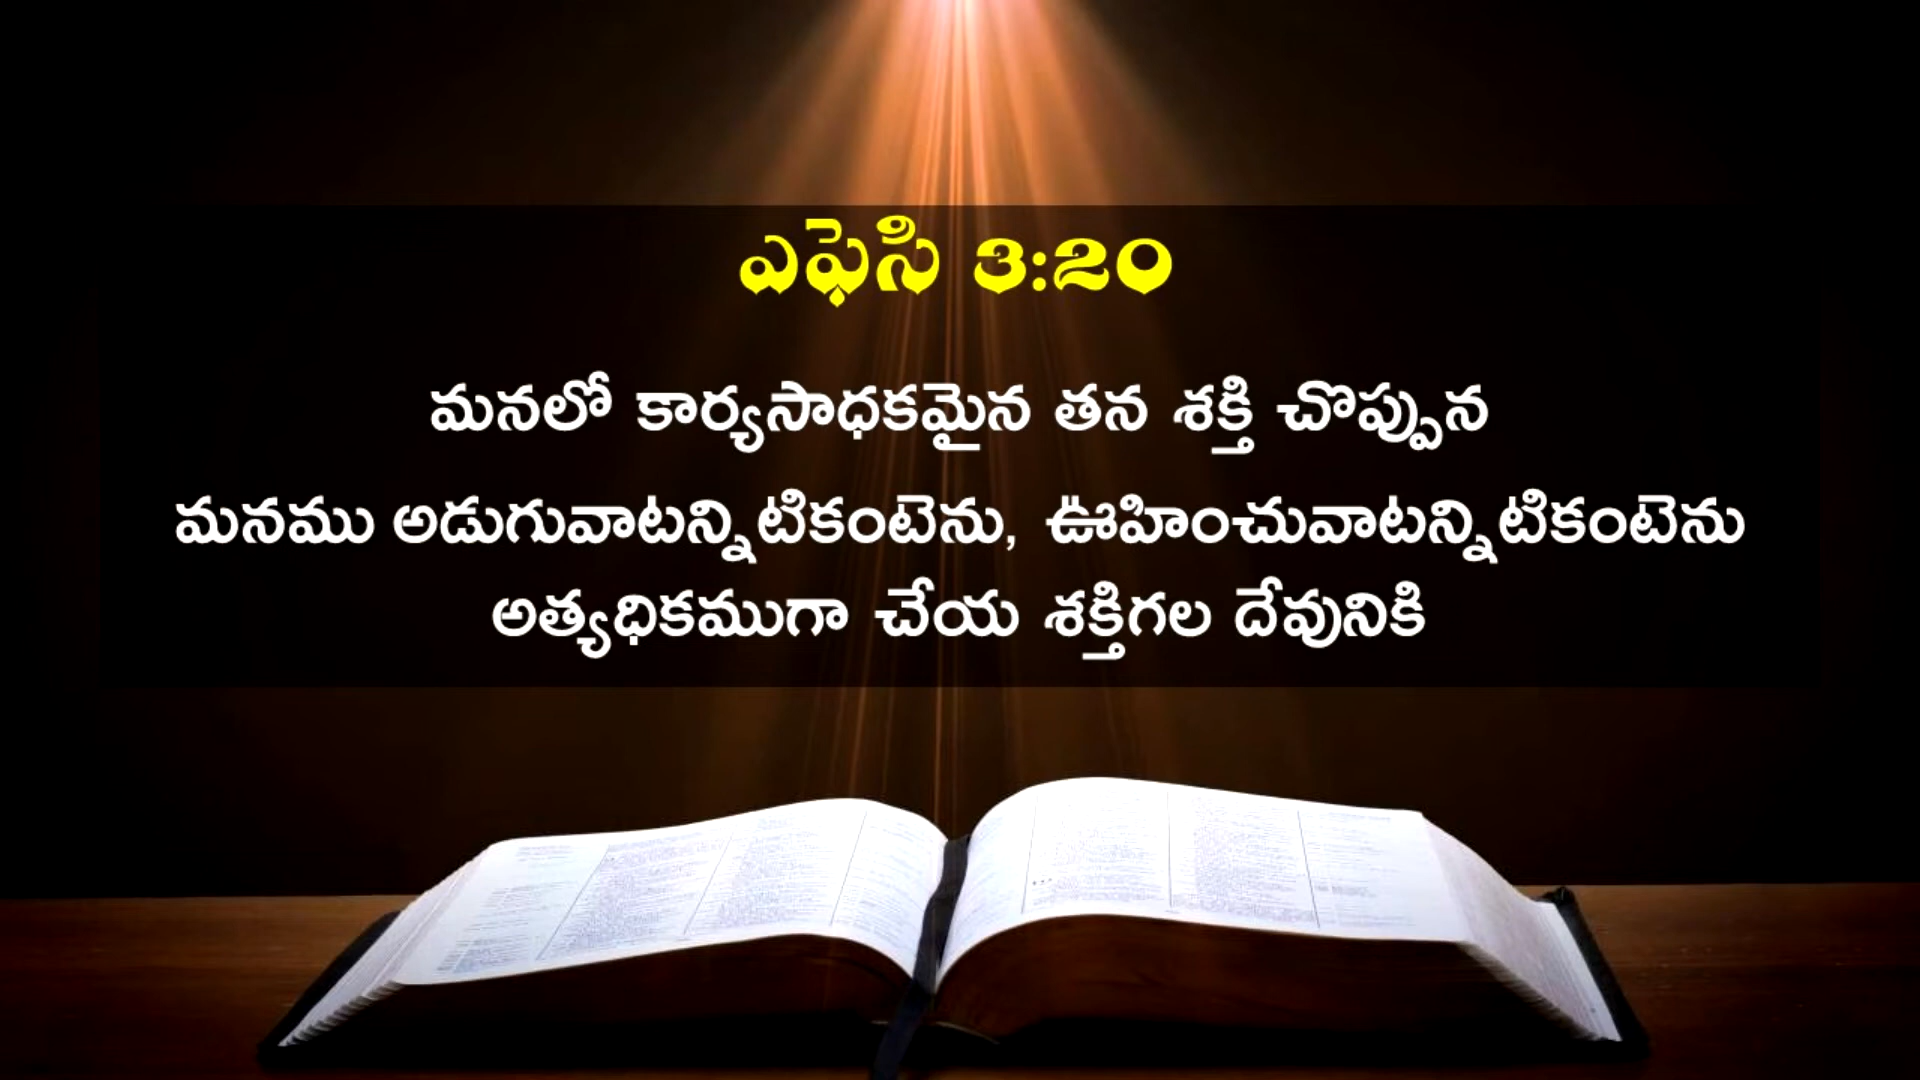 ఎఫెసి 3:20
మనలో కార్యసాధకమైన తన శక్తి చొప్పున
మనము అడుగువాటన్నిటికంటెను, ఊహించువాటన్నిటికంటెను
అత్యధికముగా చేయ శక్తిగల దేవునికి